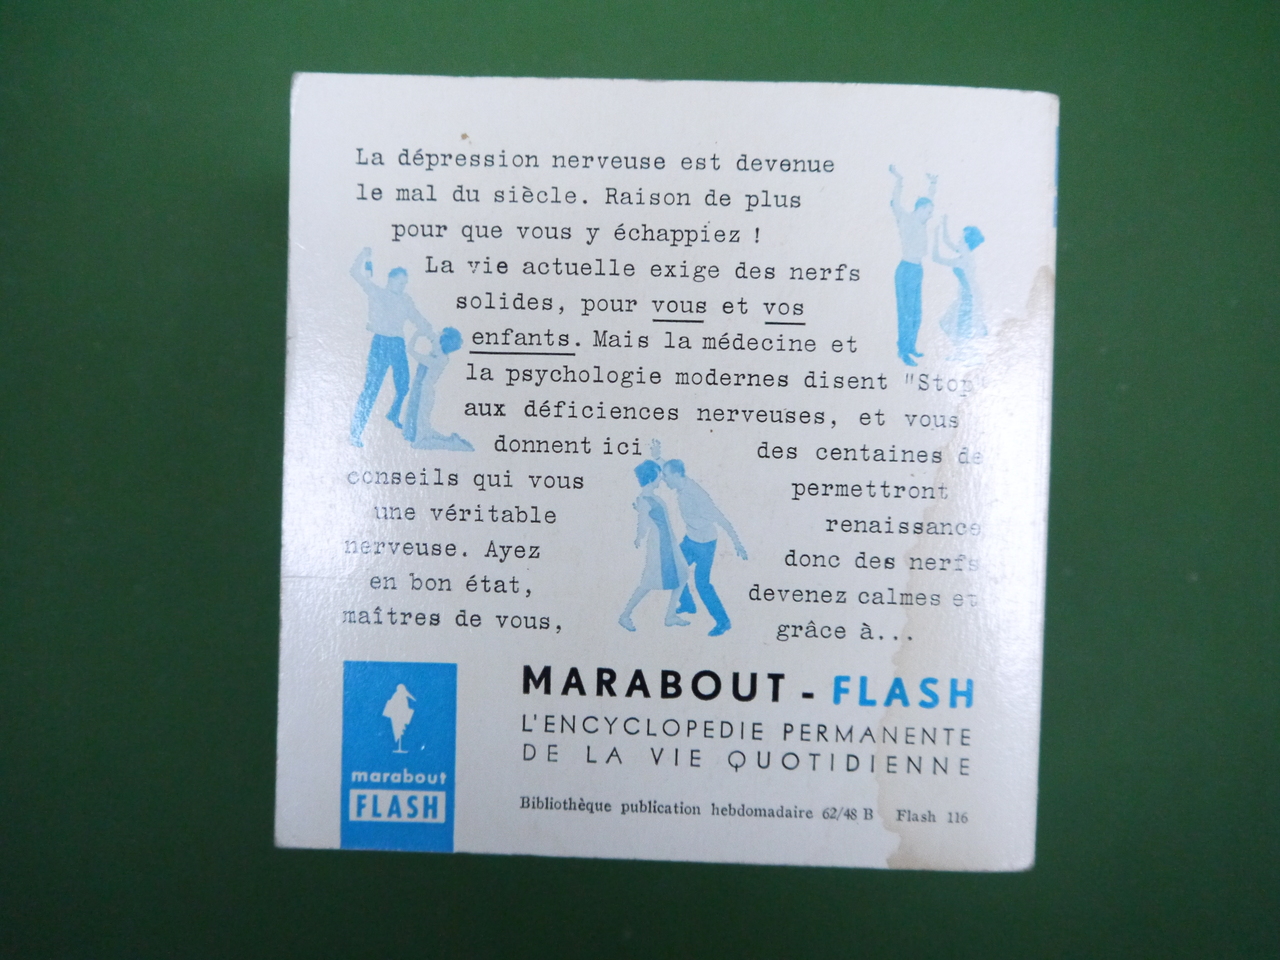 La dépression nerveuse est devenue
le mal du siècle. Raison de plus
pour que vous y échappiez !
La vie actuelle exige des nerfs
solides, pour vous et vos
enfants. Mais la médecine et
la psychologie modernes disent "Stop"
aux déficiences nerveuses, et vous
donnent ici des centaines de
conseils qui vous permettront
une véritable renaissance
nerveuse. Ayez donc des nerfs
en bon état, devenez calmes et
maîtres de vous, grâce à...
MARABOUT - FLASH
L'ENCYCLOPEDIE PERMANENTE
DE LA VIE QUOTIDIENNE
marabout
FLASH
Bibliothèque publication hebdomadaire 62/48 B Flash 116